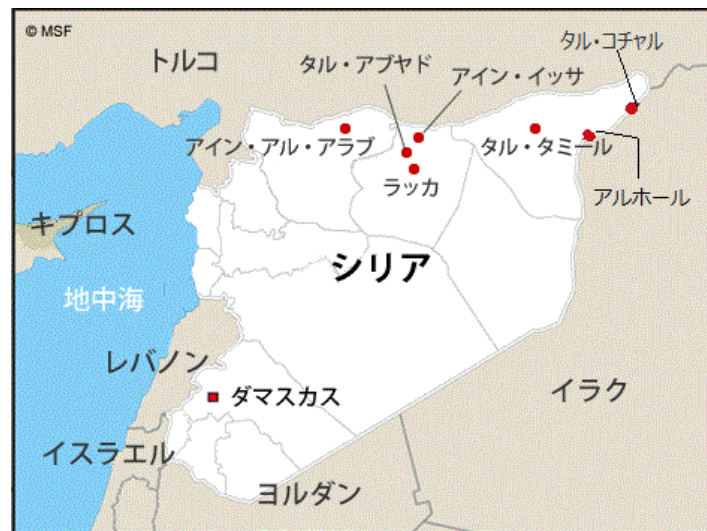 © MSF
タル・コチャル
トルコ
タル・アブヤド
アイン・イッサ
アイン・アル・アラブ
タル・タミール
ラッカ
アルホール
キプロス
シリア
地中海
レバノン
ダマスカス
イラク
イスラエル
ヨルダン